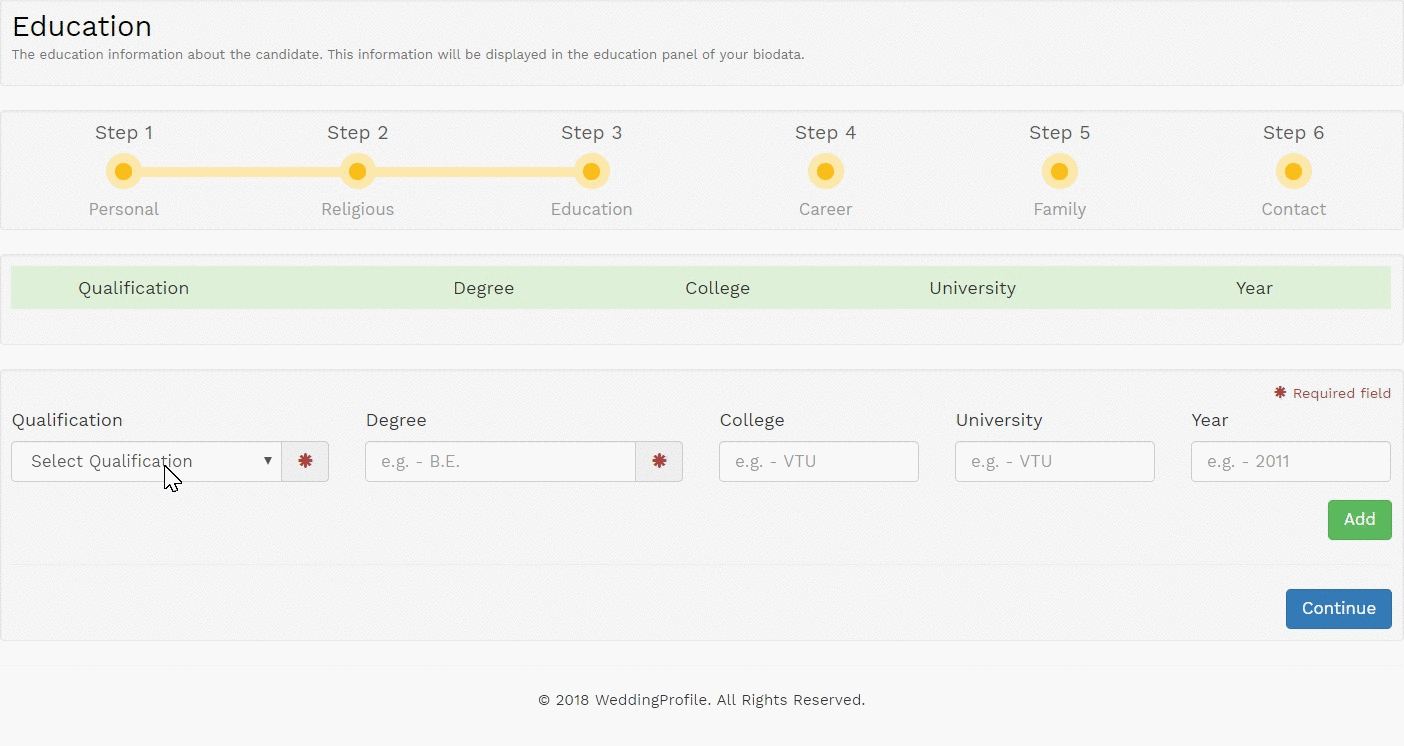 Education
The education information about the candidate. This information will be displayed in the education panel of your biodata.
Step 1 Step 2 Step 3 Step 4 Step 5 Step 6
Personal Religious Education Career Family Contact
Qualification Degree College University Year
✱ Required field
Qualification Degree College University Year
Select Qualification ▼ ✱ e.g. - B.E. ✱ e.g. - VTU e.g. - VTU e.g. - 2011
Add
Continue
© 2018 WeddingProfile. All Rights Reserved.